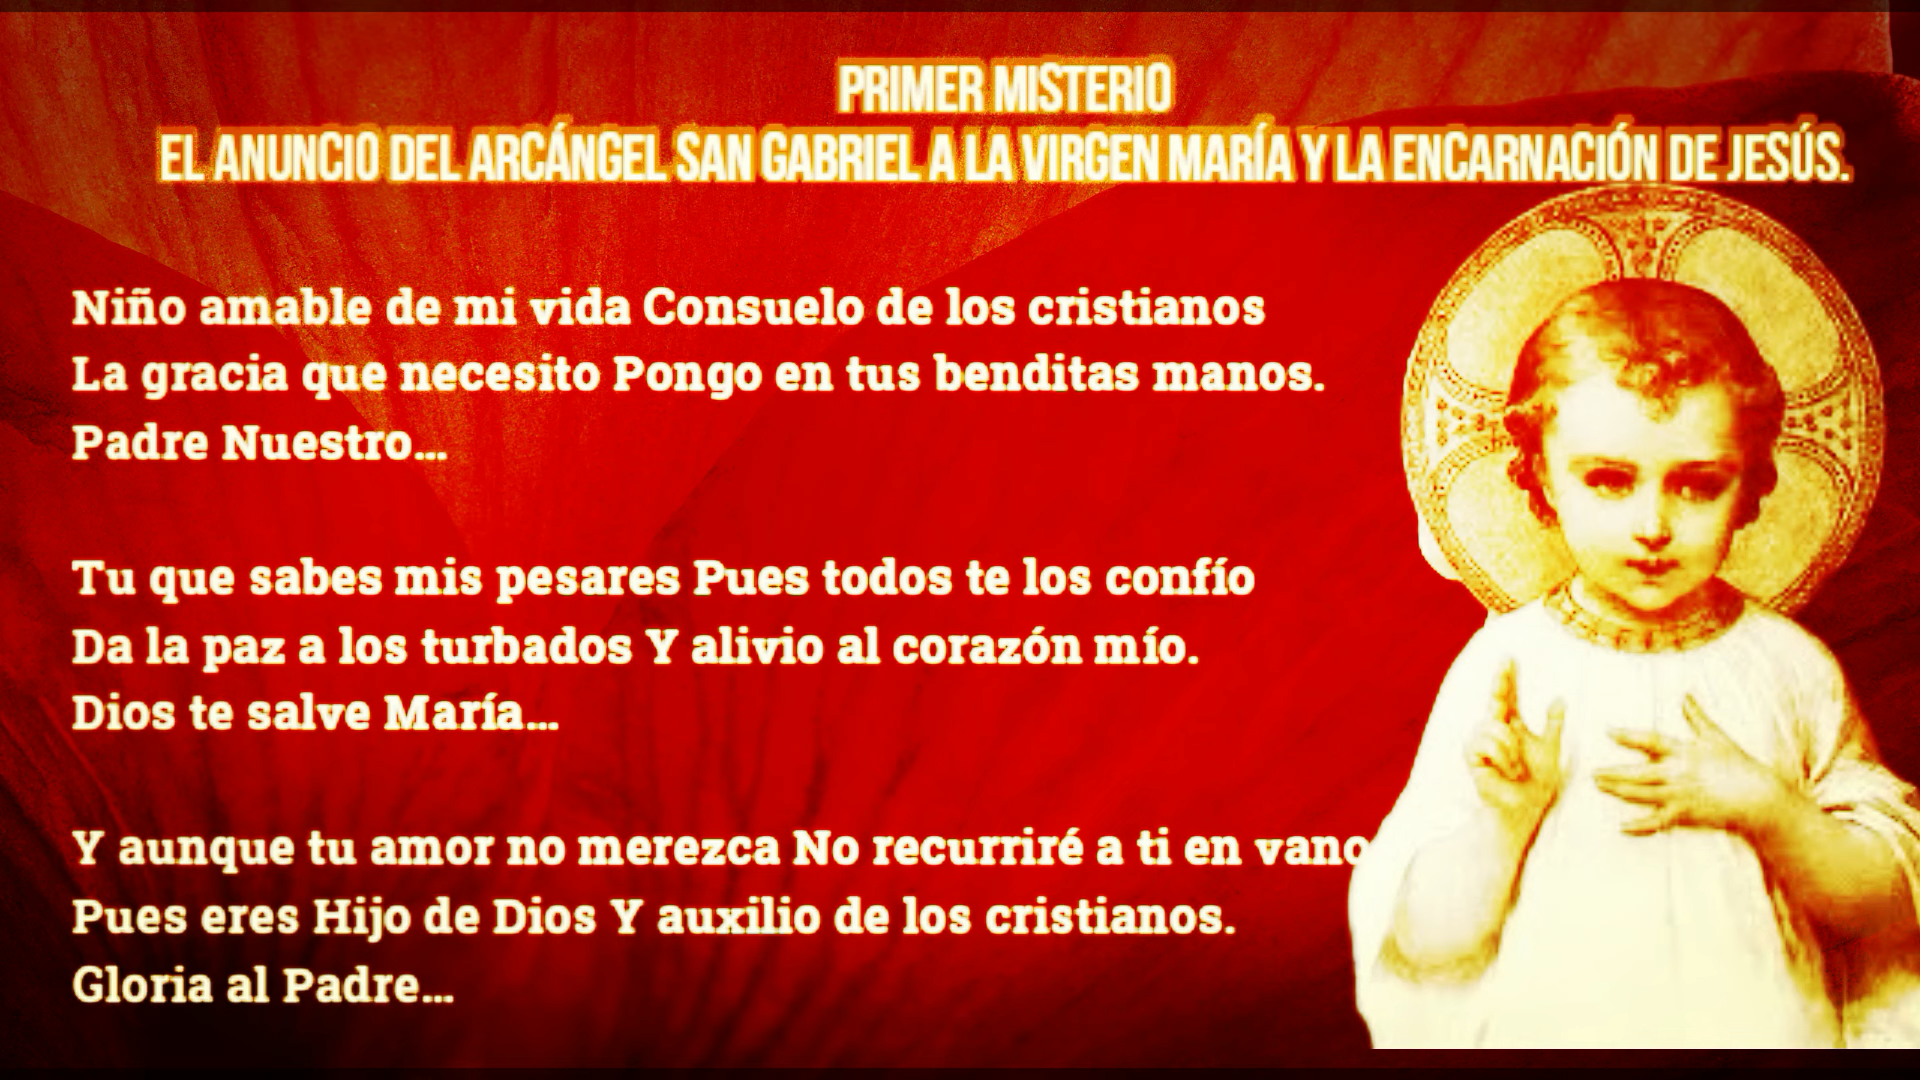 PRIMER MISTERIO
EL ANUNCIO DEL ARCÁNGEL SAN GABRIEL A LA VIRGEN MARÍA Y LA ENCARNACIÓN DE JESÚS.
Niño amable de mi vida Consuelo de los cristianos
La gracia que necesito Pongo en tus benditas manos.
Padre Nuestro...
Tu que sabes mis pesares Pues todos te los confío
Da la paz a los turbados Y alivio al corazón mío.
Dios te salve María...
Y aunque tu amor no merezca No recurriré a ti en vano
Pues eres Hijo de Dios Y auxilio de los cristianos.
Gloria al Padre...